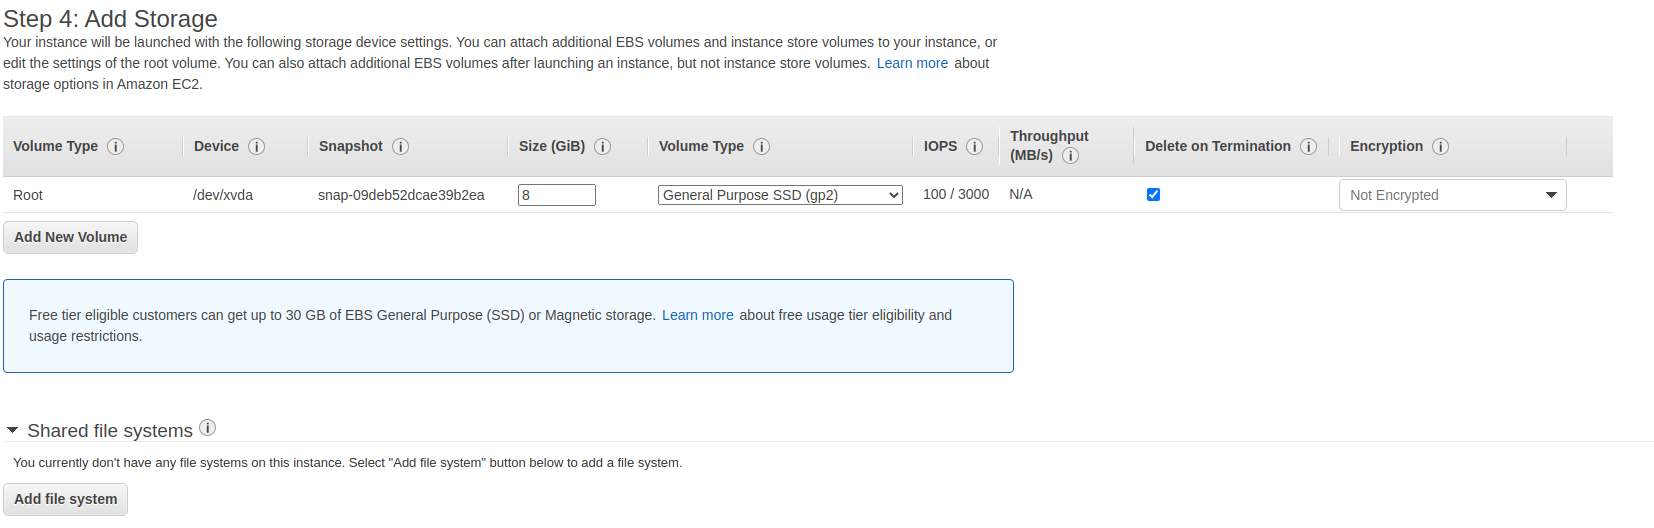 Step 4: Add Storage
Your instance will be launched with the following storage device settings. You can attach additional EBS volumes and instance store volumes to your instance, or
edit the settings of the root volume. You can also attach additional EBS volumes after launching an instance, but not instance store volumes. Learn more about
storage options in Amazon EC2.
Volume Type Device Snapshot Size (GiB) Volume Type IOPS Throughput (MB/s) Delete on Termination Encryption
Root /dev/xvda snap-09deb52dcae39b2ea 8 General Purpose SSD (gp2) 100 / 3000 N/A Not Encrypted
Add New Volume
Free tier eligible customers can get up to 30 GB of EBS General Purpose (SSD) or Magnetic storage. Learn more about free usage tier eligibility and
usage restrictions.
Shared file systems
You currently don't have any file systems on this instance. Select "Add file system" button below to add a file system.
Add file system